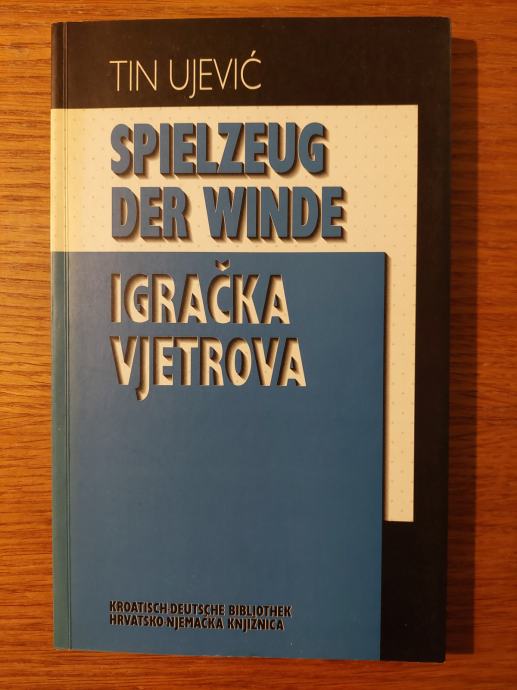 TIN UJEVIĆ
SPIELZEUG
DER WINDE
IGRAČKA
VJETROVA
KROATISCH-DEUTSCHE BIBLIOTHEK
HRVATSKO-NJEMAČKA KNJIŽNICA